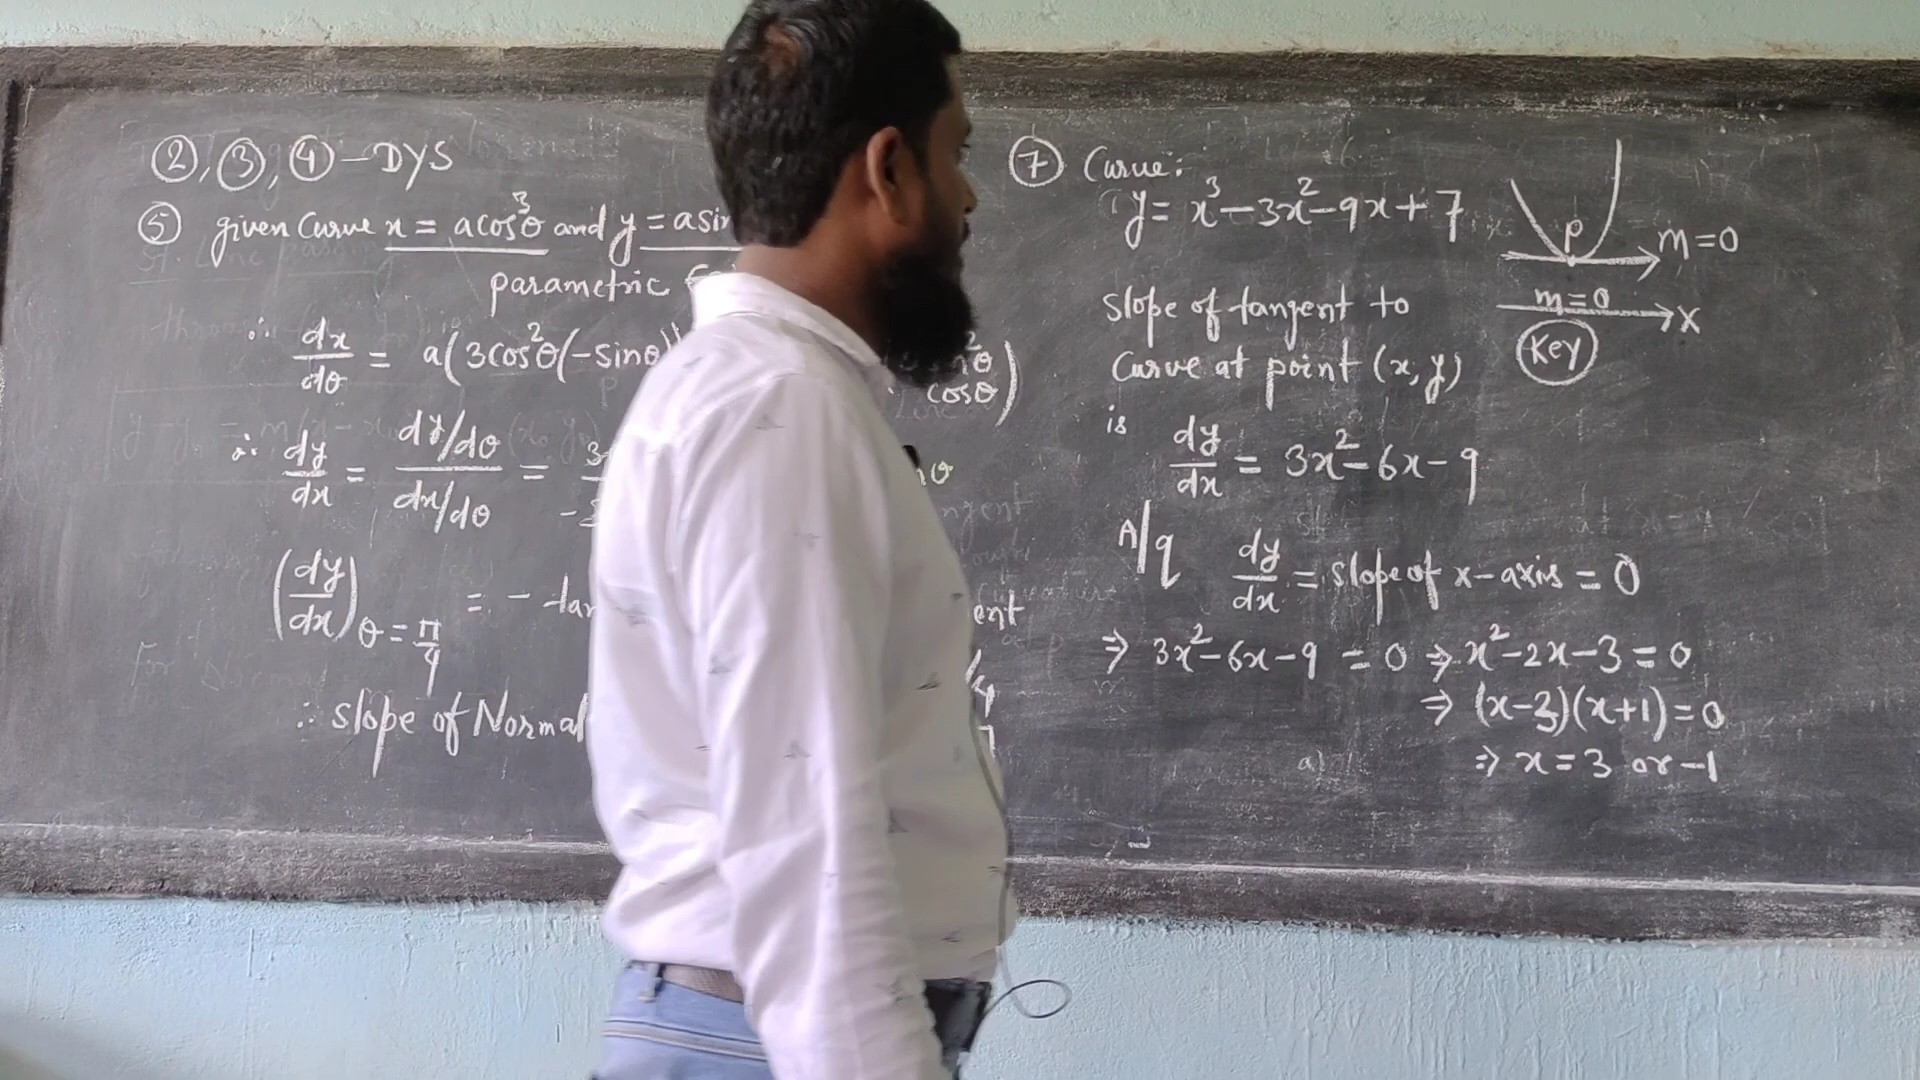 ②, ③, ④ - DYS
⑤ given Curve x = acos³θ and y = asin
parametric
∴ dx/dθ = a(3cos²θ(-sinθ)
cosθ)
∴ dy/dx = dy/dθ / dx/dθ =
(dy/dx)θ=π/4 = - tan
∴ slope of Normal
⑦ Curve:
y = x³ - 3x² - 9x + 7
P
m=0
m=0
X
Key
slope of tangent to
Curve at point (x, y)
is dy/dx = 3x² - 6x - 9
A/q dy/dx = slope of x-axis = 0
⇒ 3x² - 6x - 9 = 0 ⇒ x² - 2x - 3 = 0
⇒ (x-3)(x+1) = 0
⇒ x = 3 or -1